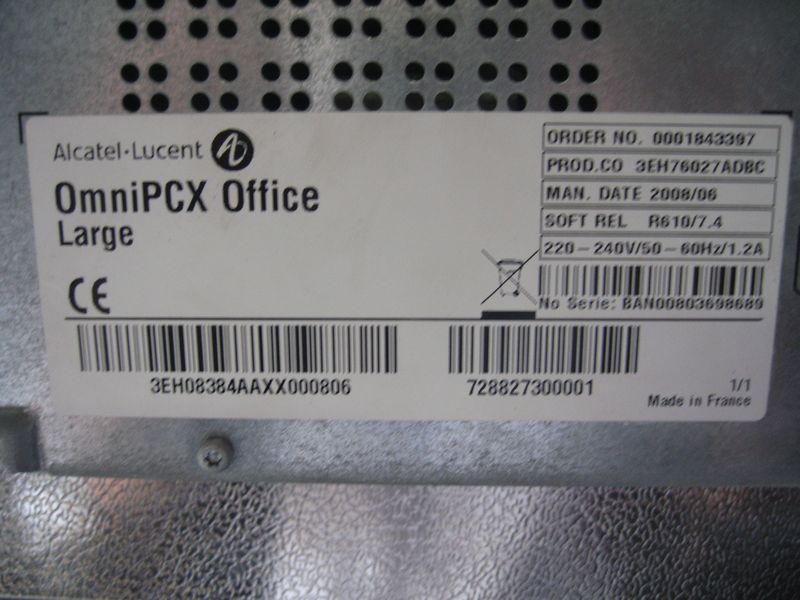 Alcatel·Lucent
OmniPCX Office
Large
ORDER NO. 0001843397
PROD.CO 3EH76027ADBC
MAN. DATE 2008/06
SOFT REL R610/7.4
220-240V/50-60Hz/1.2A
No Serie: BAN00803698689
CE
3EH08384AAXX000806
728827300001
1/1
Made in France